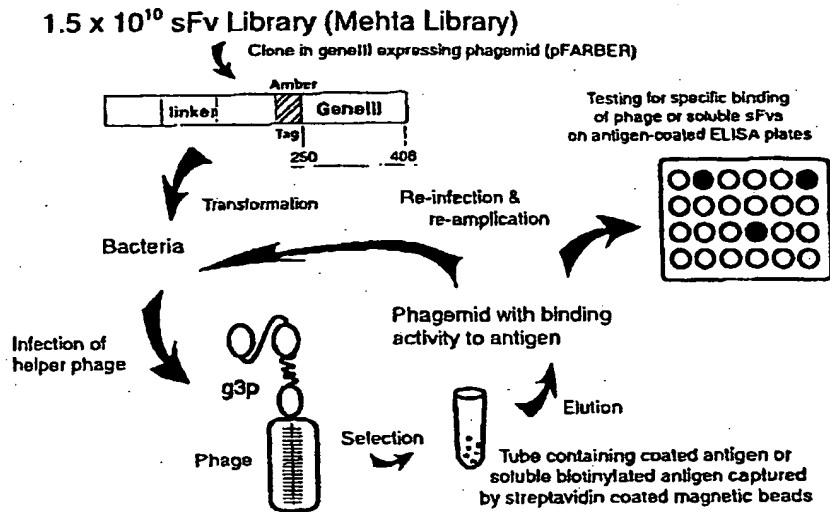 1.5 x 10¹⁰ sFv Library (Mehta Library)
Clone in geneIII expressing phagemid (pFARBER)
Amber
linker
GeneIII
Tag
250
406
Testing for specific binding
of phage or soluble sFvs
on antigen-coated ELISA plates
Transformation
Re-infection &
re-amplication
Bacteria
Phagemid with binding
activity to antigen
Infection of
helper phage
g3p
Elution
Selection
Phage
Tube containing coated antigen or
soluble biotinylated antigen captured
by streptavidin coated magnetic beads